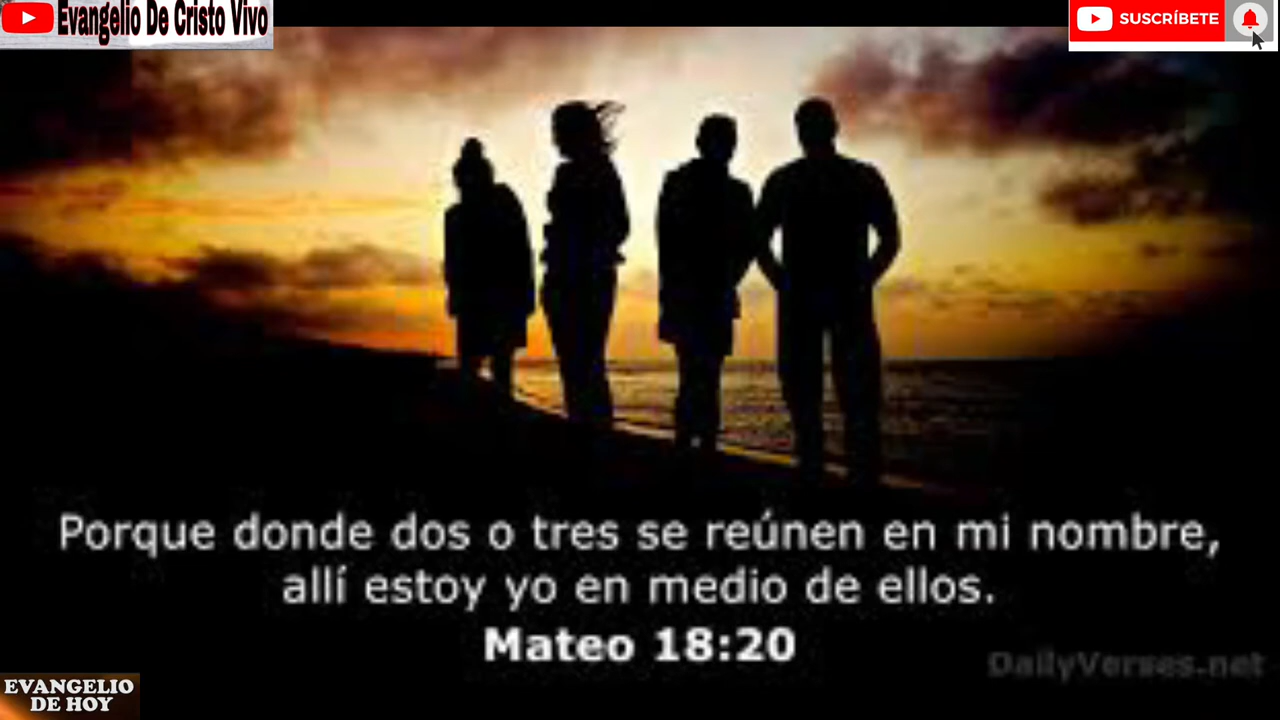 Evangelio De Cristo Vivo
SUSCRÍBETE
Porque donde dos o tres se reúnen en mi nombre,
allí estoy yo en medio de ellos.
Mateo 18:20
DailyVerses.net
EVANGELIO
DE HOY